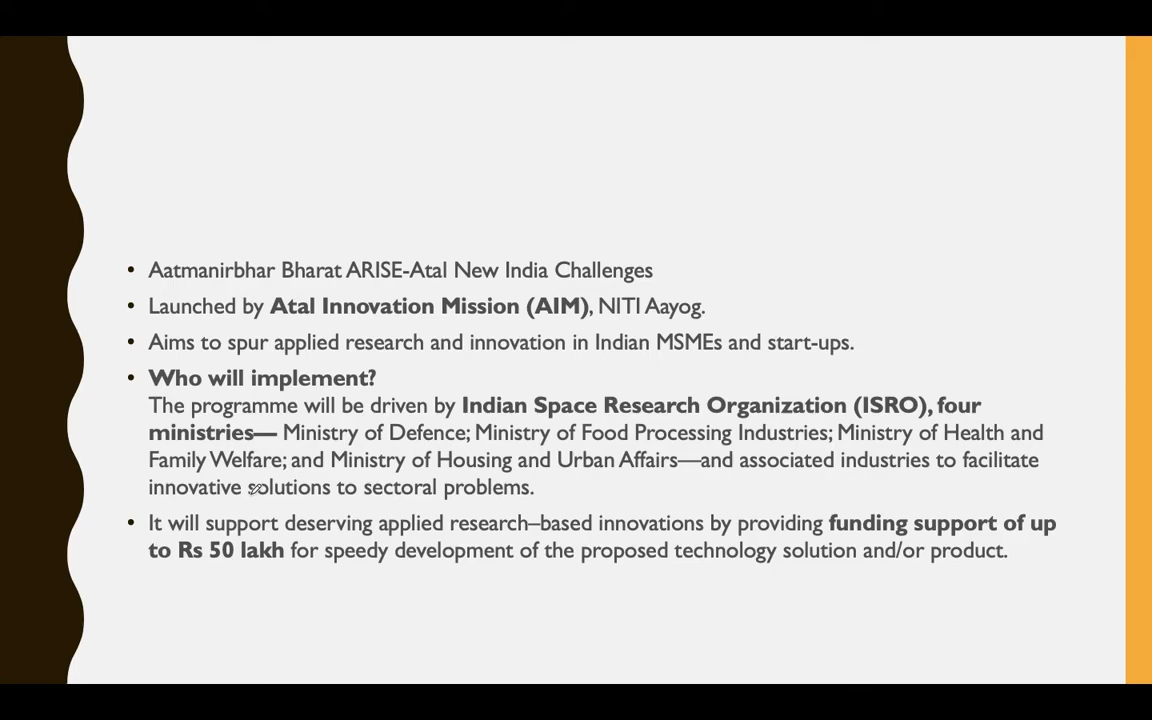 • Aatmanirbhar Bharat ARISE-Atal New India Challenges
• Launched by Atal Innovation Mission (AIM), NITI Aayog.
• Aims to spur applied research and innovation in Indian MSMEs and start-ups.
• Who will implement?
The programme will be driven by Indian Space Research Organization (ISRO), four
ministries— Ministry of Defence; Ministry of Food Processing Industries; Ministry of Health and
Family Welfare; and Ministry of Housing and Urban Affairs—and associated industries to facilitate
innovative solutions to sectoral problems.
• It will support deserving applied research–based innovations by providing funding support of up
to Rs 50 lakh for speedy development of the proposed technology solution and/or product.